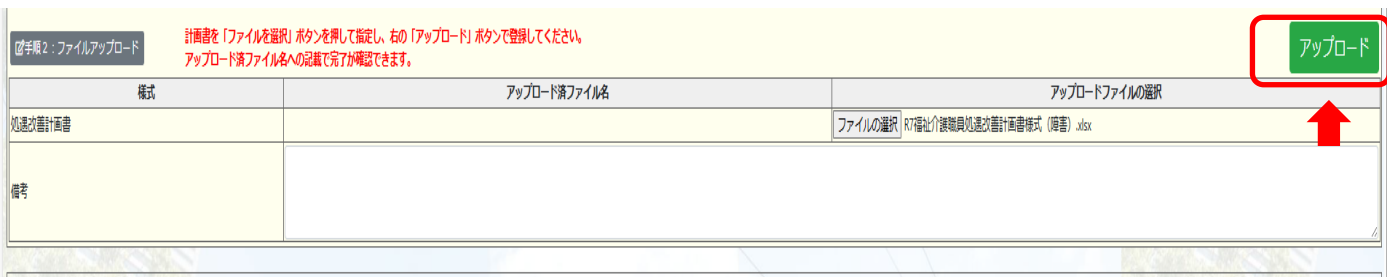 手順2：ファイルアップロード
計画書を「ファイルを選択」ボタンを押して指定し、右の「アップロード」ボタンで登録してください。
アップロード済ファイル名への記載で完了が確認できます。
アップロード
様式 アップロード済ファイル名 アップロードファイルの選択
処遇改善計画書 ファイルの選択 R7福祉介護職員処遇改善計画書様式（障害）.xlsx
備考